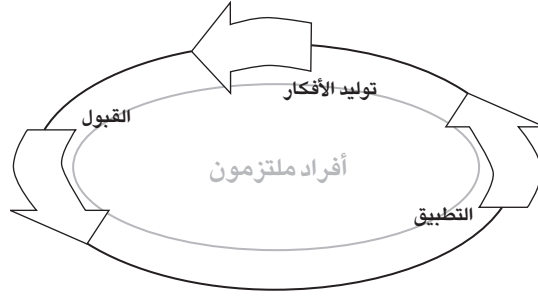 توليد الأفكار
القبول
أفراد ملتزمون
التطبيق